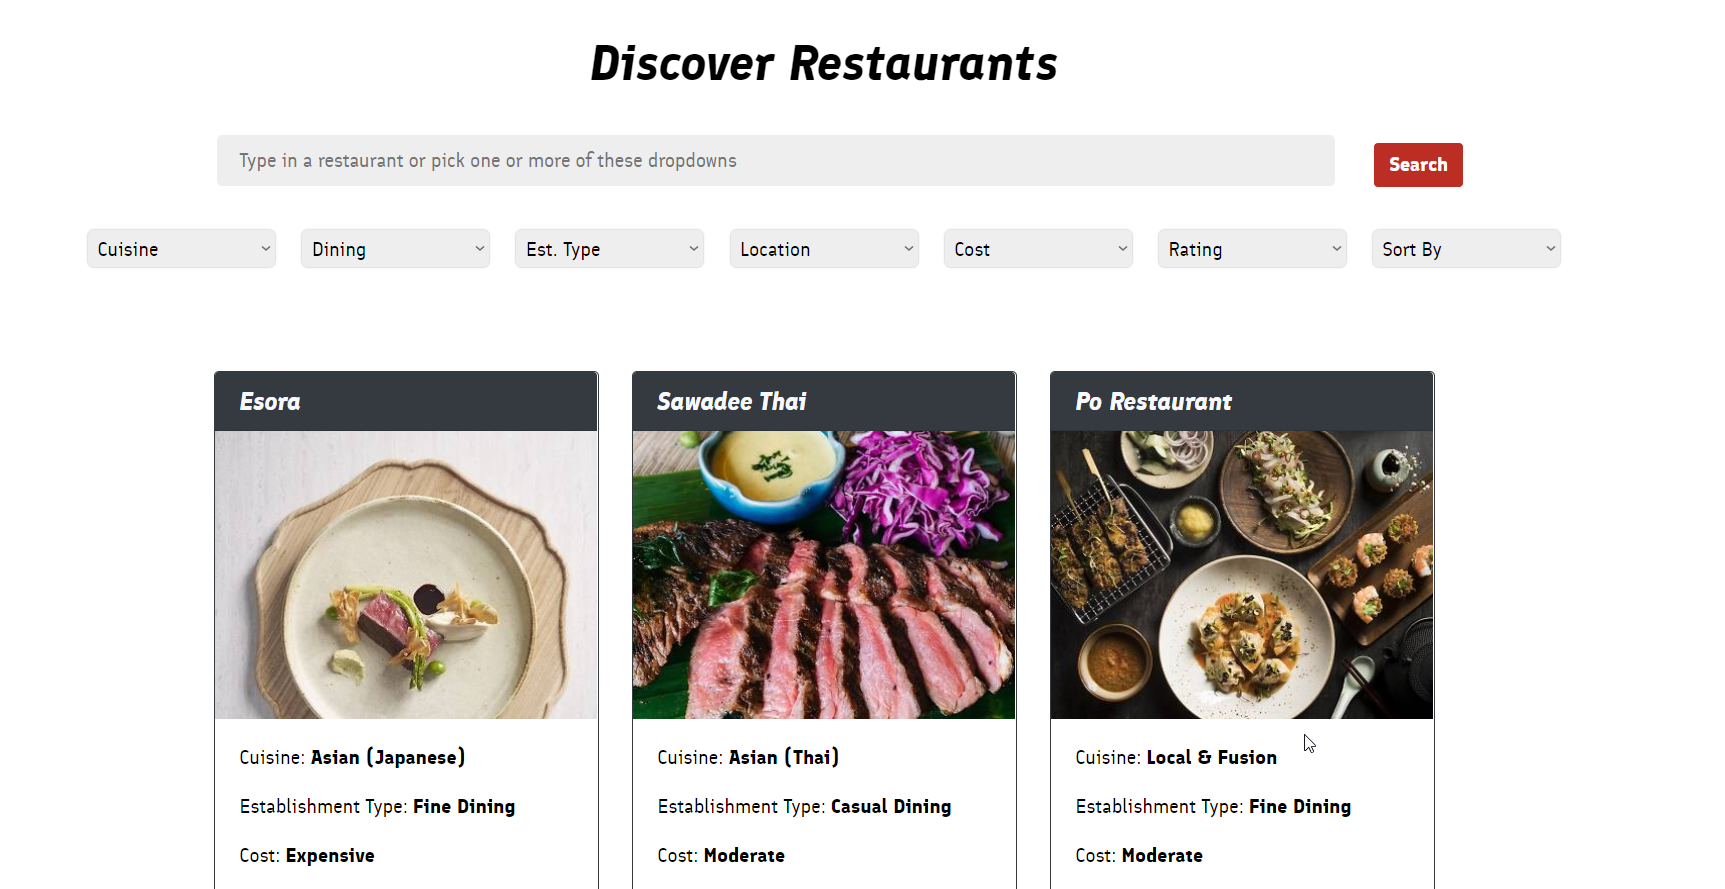 Discover Restaurants
Type in a restaurant or pick one or more of these dropdowns
Search
Cuisine
Dining
Est. Type
Location
Cost
Rating
Sort By
Esora
Cuisine: Asian (Japanese)
Establishment Type: Fine Dining
Cost: Expensive
Sawadee Thai
Cuisine: Asian (Thai)
Establishment Type: Casual Dining
Cost: Moderate
Po Restaurant
Cuisine: Local & Fusion
Establishment Type: Fine Dining
Cost: Moderate